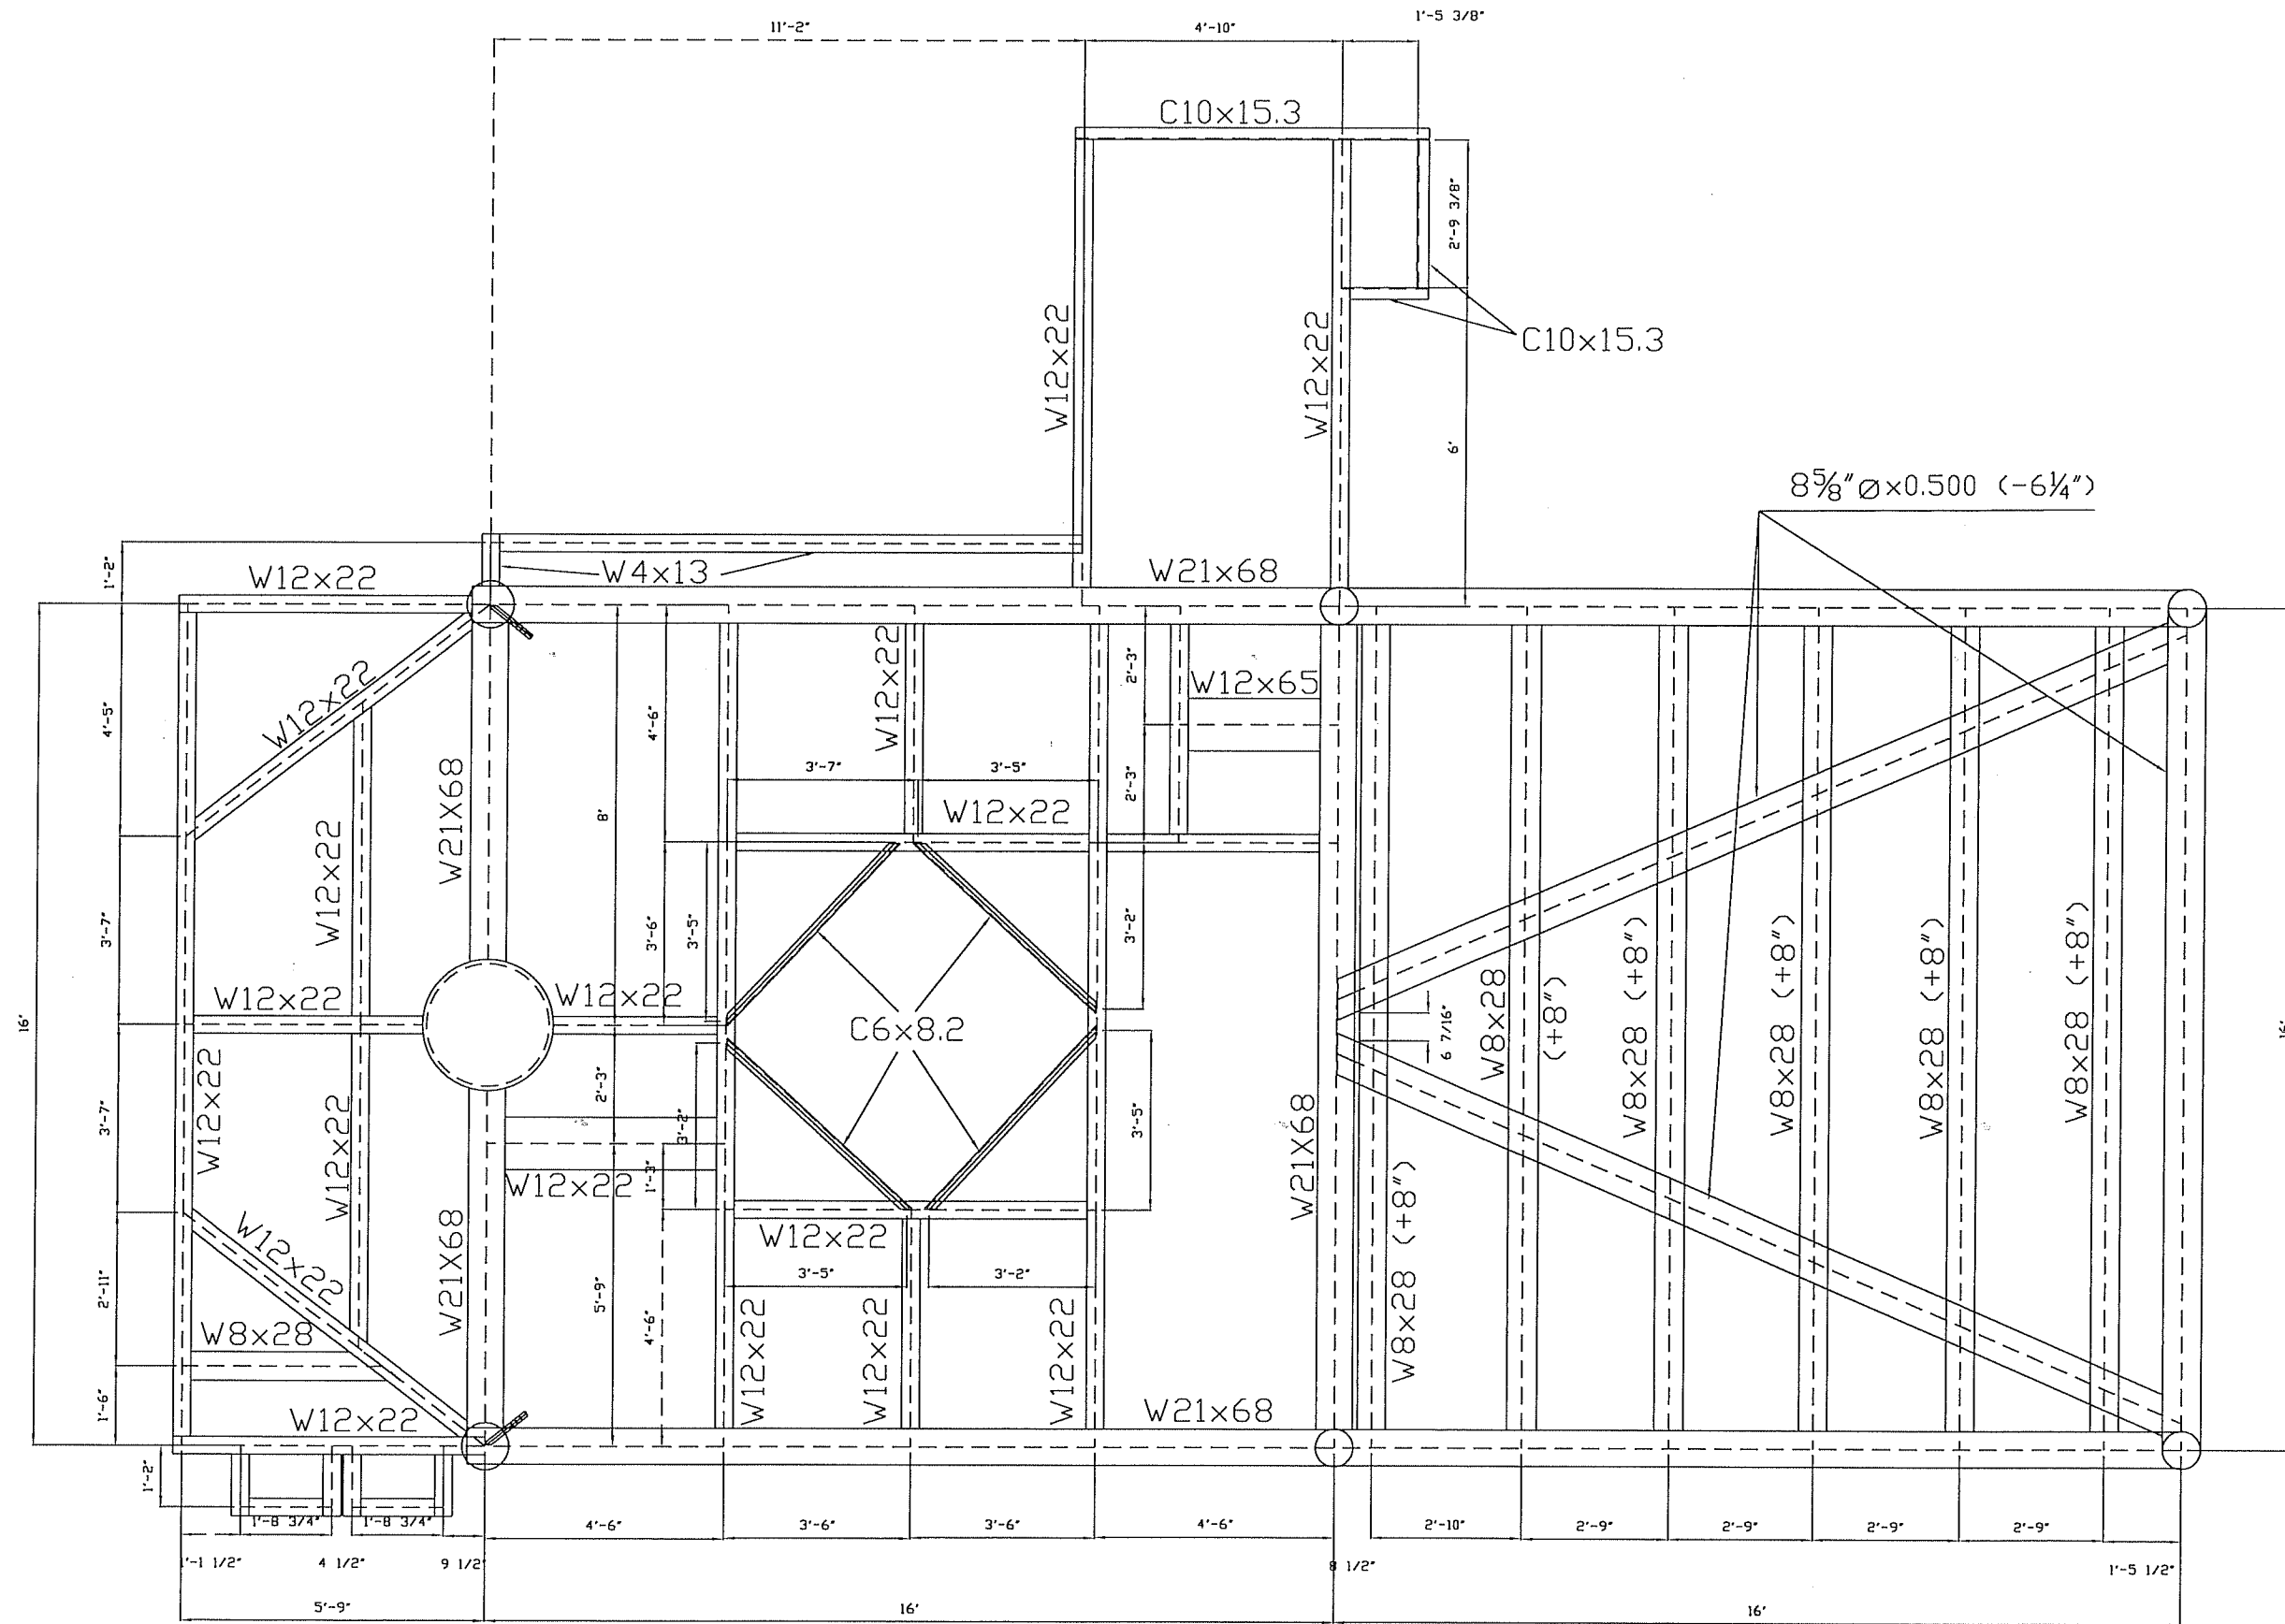 11'-2"
4'-10"
1'-5 3/8"
C10x15.3
2'-9 3/8"
W12x22
W12x22
C10x15.3
6'
8⅝"Øx0.500 (-6¼")
1'-2"
W12x22
W4x13
W21x68
4'-5"
W12x22
W21X68
8'
4'-6"
W12x22
2'-3"
W12x65
3'-7"
3'-5"
2'-3"
W12x22
W12x22
3'-7"
3'-6"
3'-5"
3'-2"
W12x22
W12x22
C6x8.2
6 7/16"
W8x28
(+8")
W8x28 (+8")
W8x28 (+8")
W8x28 (+8")
W8x28 (+8")
16'
16'
W12x22
3'-7"
W12x22
2'-3"
3'-2"
3'-5"
W21X68
W12x22
1'-3"
W12x22
W21X68
W12x22
3'-5"
3'-2"
2'-11"
W8x28
5'-9"
4'-6"
W12x22
W12x22
W12x22
W8x28 (+8")
1'-6"
W12x22
W21x68
1'-2"
1'-8 3/4"
1'-8 3/4"
4'-6"
3'-6"
3'-6"
4'-6"
2'-10"
2'-9"
2'-9"
2'-9"
2'-9"
1'-1 1/2"
4 1/2"
9 1/2"
8 1/2"
1'-5 1/2"
5'-9"
16'
16'